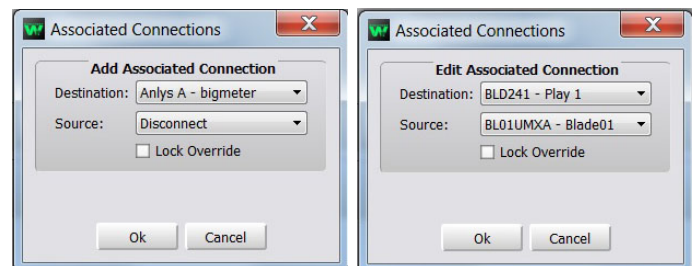 Associated Connections
Add Associated Connection
Destination: Anlys A - bigmeter
Source: Disconnect
Lock Override
Ok Cancel
Associated Connections
Edit Associated Connection
Destination: BLD241 - Play 1
Source: BL01UMXA - Blade01
Lock Override
Ok Cancel